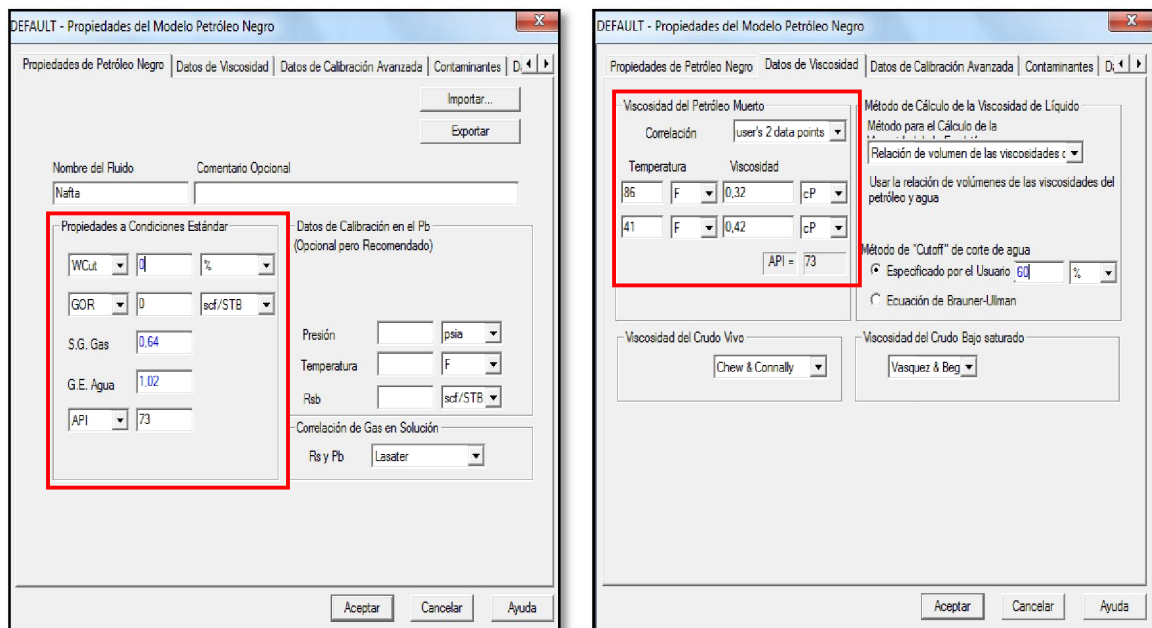 DEFAULT - Propiedades del Modelo Petróleo Negro
X
Propiedades de Petróleo Negro
Datos de Viscosidad
Datos de Calibración Avanzada
Contaminantes
Importar...
Exportar
Nombre del Fluido
Comentario Opcional
Nafta
Propiedades a Condiciones Estándar
WCut 0 %
GOR 0 scf/STB
S.G. Gas 0,64
G.E. Agua 1,02
API 73
Datos de Calibración en el Pb
(Opcional pero Recomendado)
Presión psia
Temperatura F
Rsb scf/STB
Correlación de Gas en Solución
Rs y Pb Lasater
Aceptar Cancelar Ayuda
DEFAULT - Propiedades del Modelo Petróleo Negro
X
Propiedades de Petróleo Negro
Datos de Viscosidad
Datos de Calibración Avanzada
Contaminantes
Viscosidad del Petróleo Muerto
Correlación user's 2 data points
Temperatura Viscosidad
86 F 0,32 cP
41 F 0,42 cP
API = 73
Método de Cálculo de la Viscosidad de Líquido
Método para el Cálculo de la
Relación de volumen de las viscosidades
Usar la relación de volúmenes de las viscosidades del
petróleo y agua
Método de "Cutoff" de corte de agua
Especificado por el Usuario 60 %
Ecuación de Brauner-Ullman
Viscosidad del Crudo Vivo
Chew & Connally
Viscosidad del Crudo Bajo saturado
Vasquez & Beg
Aceptar Cancelar Ayuda